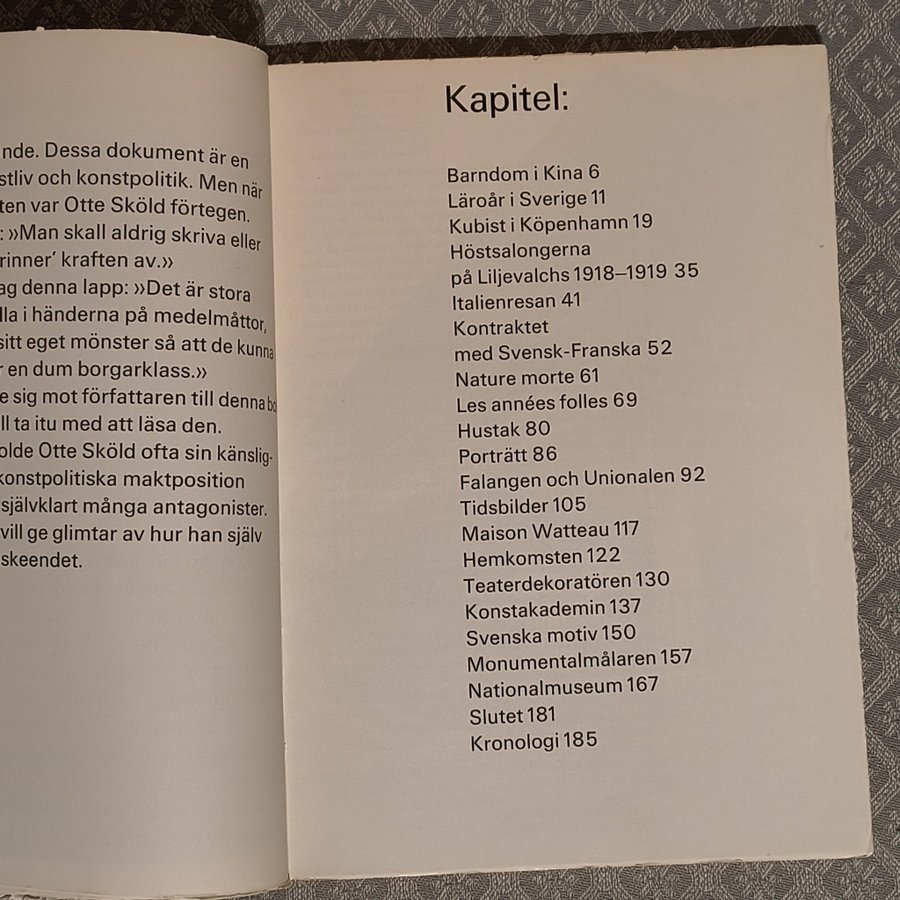 nde. Dessa dokument är en
stliv och konstpolitik. Men när
ten var Otte Sköld förtegen.
: »Man skall aldrig skriva eller
rinner’ kraften av.»
ag denna lapp: »Det är stora
lla i händerna på medelmåttor,
sitt eget mönster så att de kunna
r en dum borgarklass.»
e sig mot författaren till denna bo
ll ta itu med att läsa den.
olde Otte Sköld ofta sin känslig-
konstpolitiska maktposition
självklart många antagonister.
vill ge glimtar av hur han själv
skeendet.
Kapitel:
Barndom i Kina 6
Läroår i Sverige 11
Kubist i Köpenhamn 19
Höstsalongerna
på Liljevalchs 1918–1919 35
Italienresan 41
Kontraktet
med Svensk-Franska 52
Nature morte 61
Les années folles 69
Hustak 80
Porträtt 86
Falangen och Unionalen 92
Tidsbilder 105
Maison Watteau 117
Hemkomsten 122
Teaterdekoratören 130
Konstakademin 137
Svenska motiv 150
Monumentalmålaren 157
Nationalmuseum 167
Slutet 181
Kronologi 185